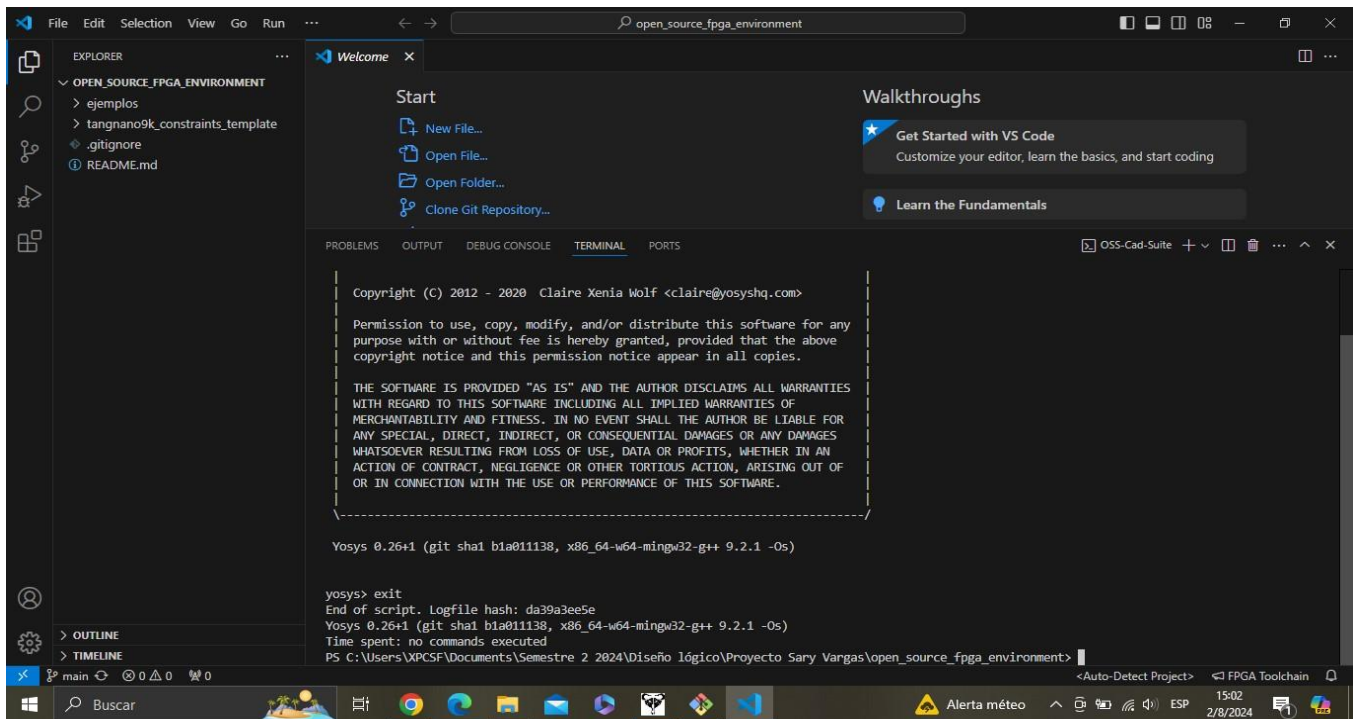 File Edit Selection View Go Run ···
open_source_fpga_environment
EXPLORER ···
OPEN_SOURCE_FPGA_ENVIRONMENT
> ejemplos
> tangnano9k_constraints_template
.gitignore
README.md
> OUTLINE
> TIMELINE
Welcome
Start
New File...
Open File...
Open Folder...
Clone Git Repository...
Walkthroughs
Get Started with VS Code
Customize your editor, learn the basics, and start coding
Learn the Fundamentals
PROBLEMS OUTPUT DEBUG CONSOLE TERMINAL PORTS
OSS-Cad-Suite
| |
| Copyright (C) 2012 - 2020 Claire Xenia Wolf <claire@yosyshq.com> |
| |
| Permission to use, copy, modify, and/or distribute this software for any |
| purpose with or without fee is hereby granted, provided that the above |
| copyright notice and this permission notice appear in all copies. |
| |
| THE SOFTWARE IS PROVIDED "AS IS" AND THE AUTHOR DISCLAIMS ALL WARRANTIES |
| WITH REGARD TO THIS SOFTWARE INCLUDING ALL IMPLIED WARRANTIES OF |
| MERCHANTABILITY AND FITNESS. IN NO EVENT SHALL THE AUTHOR BE LIABLE FOR |
| ANY SPECIAL, DIRECT, INDIRECT, OR CONSEQUENTIAL DAMAGES OR ANY DAMAGES |
| WHATSOEVER RESULTING FROM LOSS OF USE, DATA OR PROFITS, WHETHER IN AN |
| ACTION OF CONTRACT, NEGLIGENCE OR OTHER TORTIOUS ACTION, ARISING OUT OF |
| OR IN CONNECTION WITH THE USE OR PERFORMANCE OF THIS SOFTWARE. |
| |
\----------------------------------------------------------------------------/
Yosys 0.26+1 (git sha1 b1a011138, x86_64-w64-mingw32-g++ 9.2.1 -Os)
yosys> exit
End of script. Logfile hash: da39a3ee5e
Yosys 0.26+1 (git sha1 b1a011138, x86_64-w64-mingw32-g++ 9.2.1 -Os)
Time spent: no commands executed
PS C:\Users\XPCSF\Documents\Semestre 2 2024\Diseño lógico\Proyecto Sary Vargas\open_source_fpga_environment>
main 0 0 0
<Auto-Detect Project> FPGA Toolchain
Buscar
Alerta méteo
ESP
15:02
2/8/2024
1
PRE